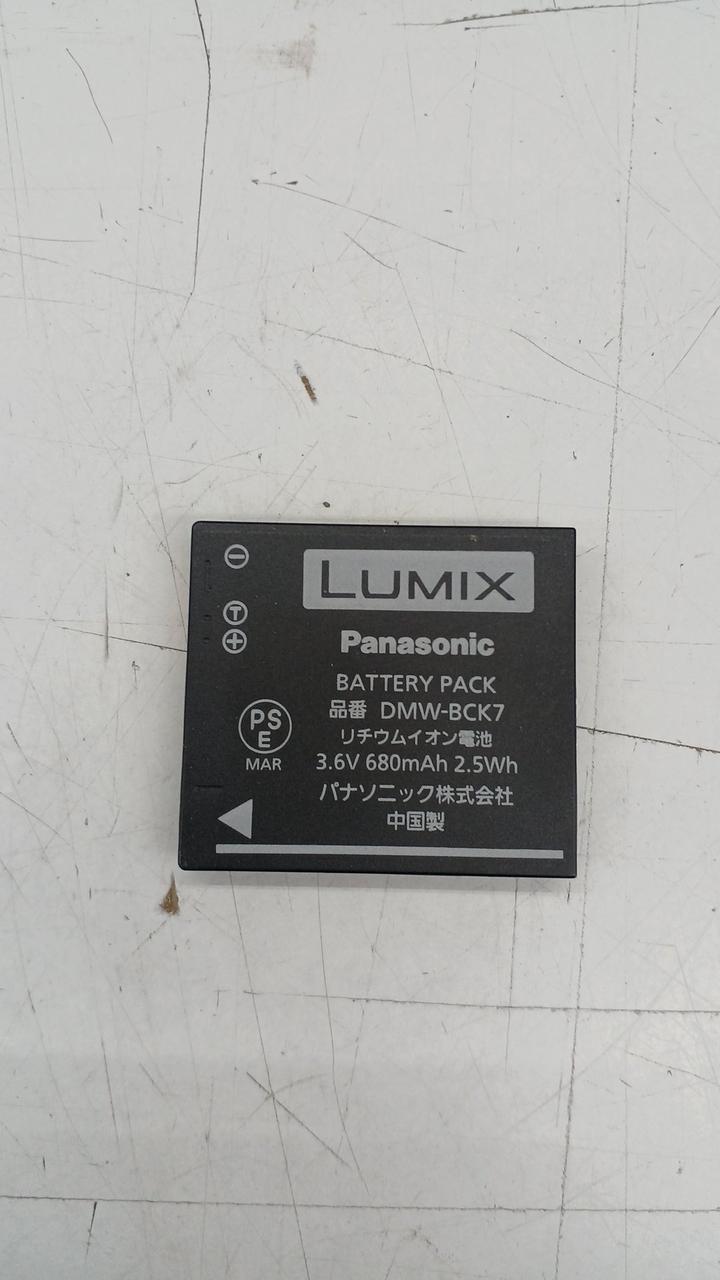 LUMIX
Panasonic
BATTERY PACK
品番 DMW-BCK7
リチウムイオン電池
3.6V 680mAh 2.5Wh
パナソニック株式会社
中国製
T
PS
E
MAR